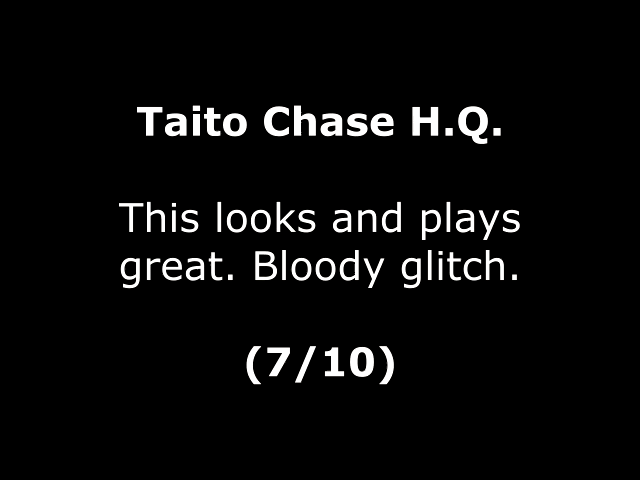 Taito Chase H.Q.
This looks and plays
great. Bloody glitch.
(7/10)